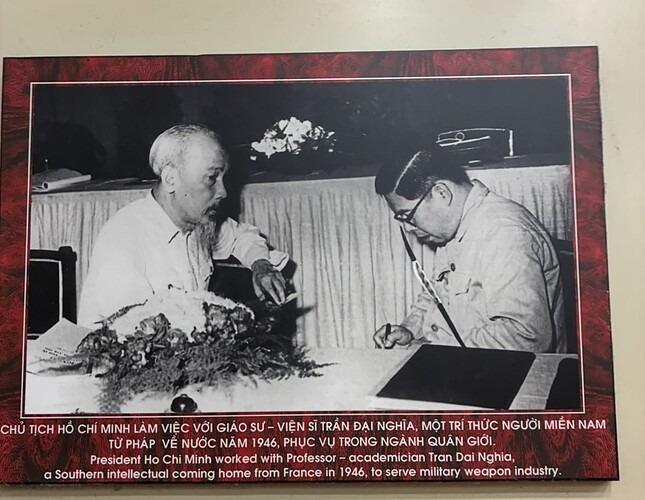 CHỦ TỊCH HỒ CHÍ MINH LÀM VIỆC VỚI GIÁO SƯ – VIỆN SĨ TRẦN ĐẠI NGHĨA, MỘT TRÍ THỨC NGƯỜI MIỀN NAM
TỪ PHÁP VỀ NƯỚC NĂM 1946, PHỤC VỤ TRONG NGÀNH QUÂN GIỚI.
President Ho Chi Minh worked with Professor – academician Tran Dai Nghia,
a Southern intellectual coming home from France in 1946, to serve military weapon industry.